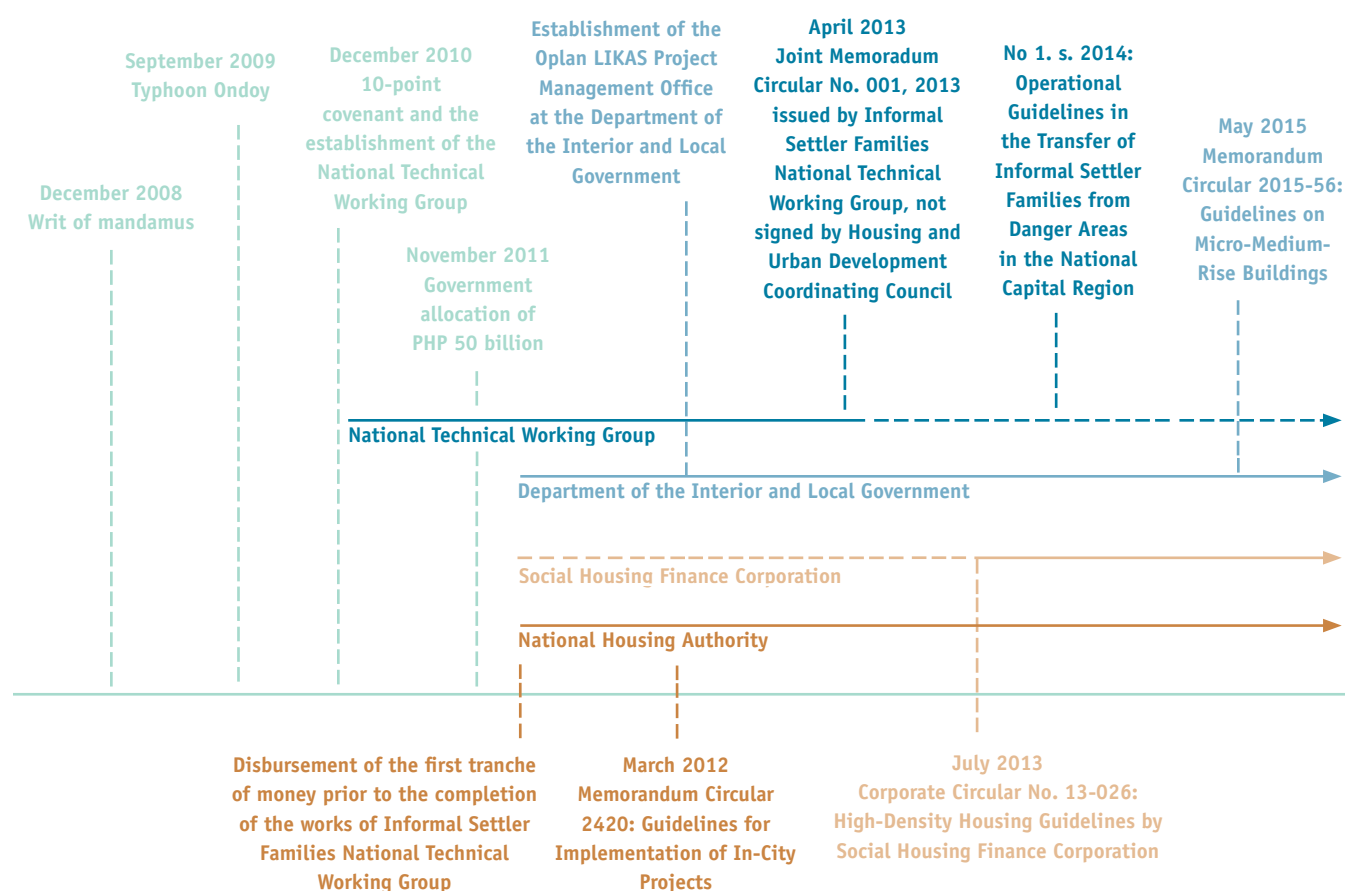 December 2008
Writ of mandamus
September 2009
Typhoon Ondoy
December 2010
10-point
covenant and the
establishment of the
National Technical
Working Group
November 2011
Government
allocation of
PHP 50 billion
Establishment of the
Oplan LIKAS Project
Management Office
at the Department of
the Interior and Local
Government
April 2013
Joint Memoradum
Circular No. 001, 2013
issued by Informal
Settler Families
National Technical
Working Group, not
signed by Housing and
Urban Development
Coordinating Council
No 1. s. 2014:
Operational
Guidelines in
the Transfer of
Informal Settler
Families from
Danger Areas
in the National
Capital Region
May 2015
Memorandum
Circular 2015-56:
Guidelines on
Micro-Medium-
Rise Buildings
National Technical Working Group
Department of the Interior and Local Government
Social Housing Finance Corporation
National Housing Authority
Disbursement of the first tranche
of money prior to the completion
of the works of Informal Settler
Families National Technical
Working Group
March 2012
Memorandum Circular
2420: Guidelines for
Implementation of In-City
Projects
July 2013
Corporate Circular No. 13-026:
High-Density Housing Guidelines by
Social Housing Finance Corporation